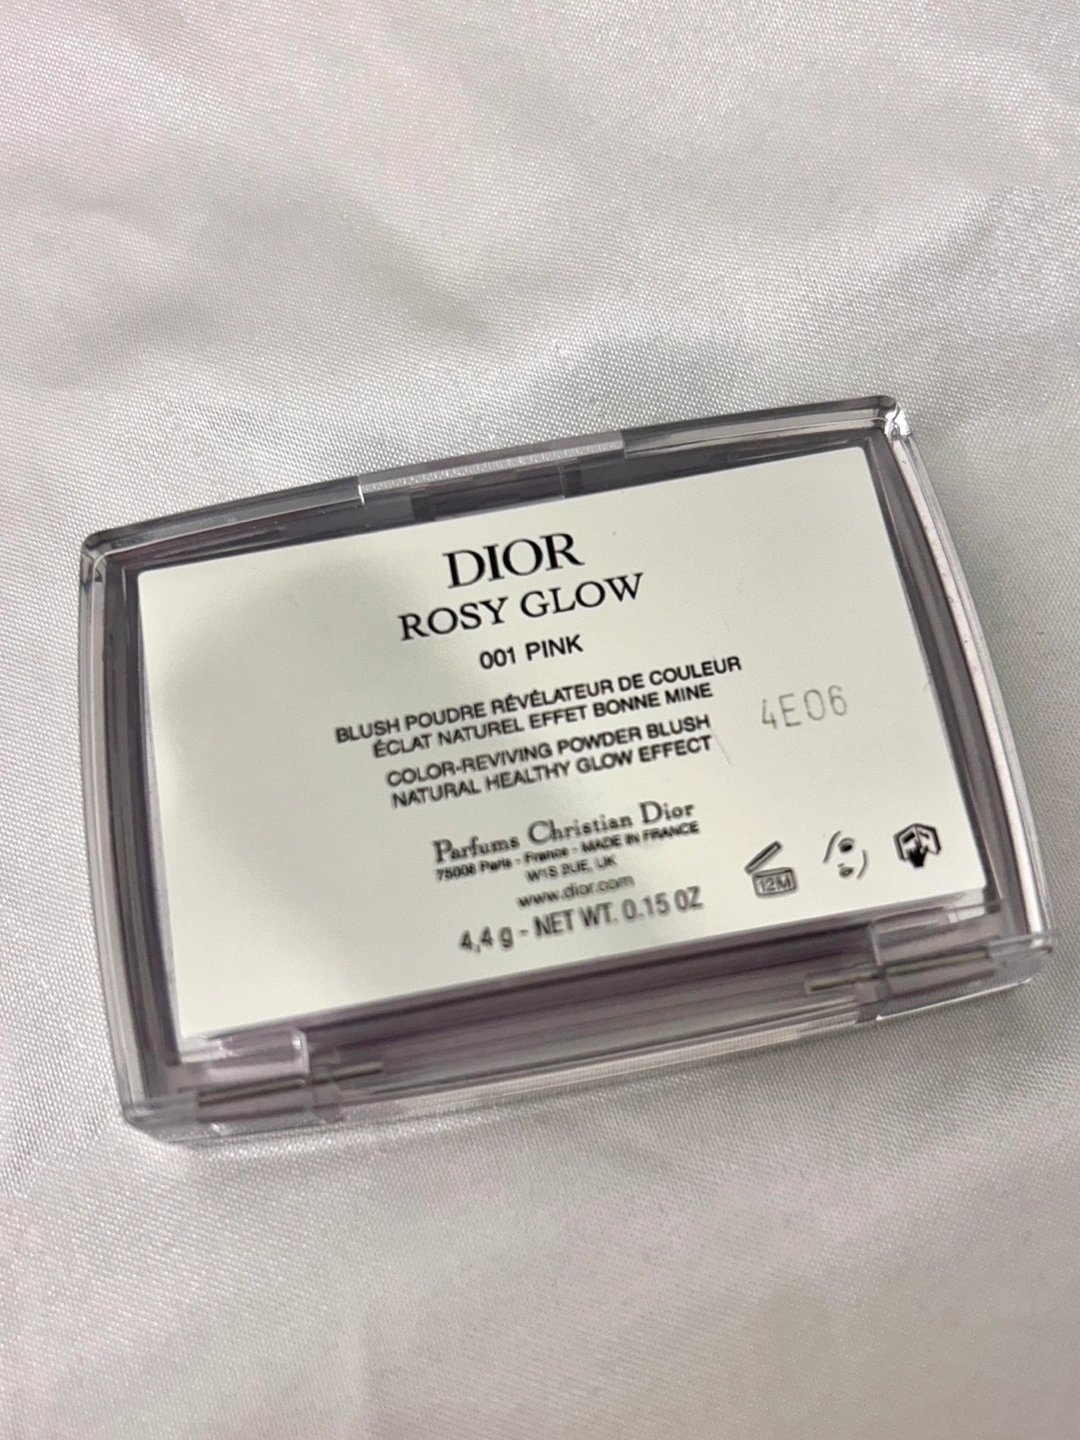 DIOR
ROSY GLOW
001 PINK
BLUSH POUDRE RÉVÉLATEUR DE COULEUR
ÉCLAT NATUREL EFFET BONNE MINE
COLOR-REVIVING POWDER BLUSH
NATURAL HEALTHY GLOW EFFECT
4E06
Parfums Christian Dior
75008 Paris - France - MADE IN FRANCE
W1S 2UE, UK
www.dior.com
4,4 g - NET WT. 0.15 OZ
12M